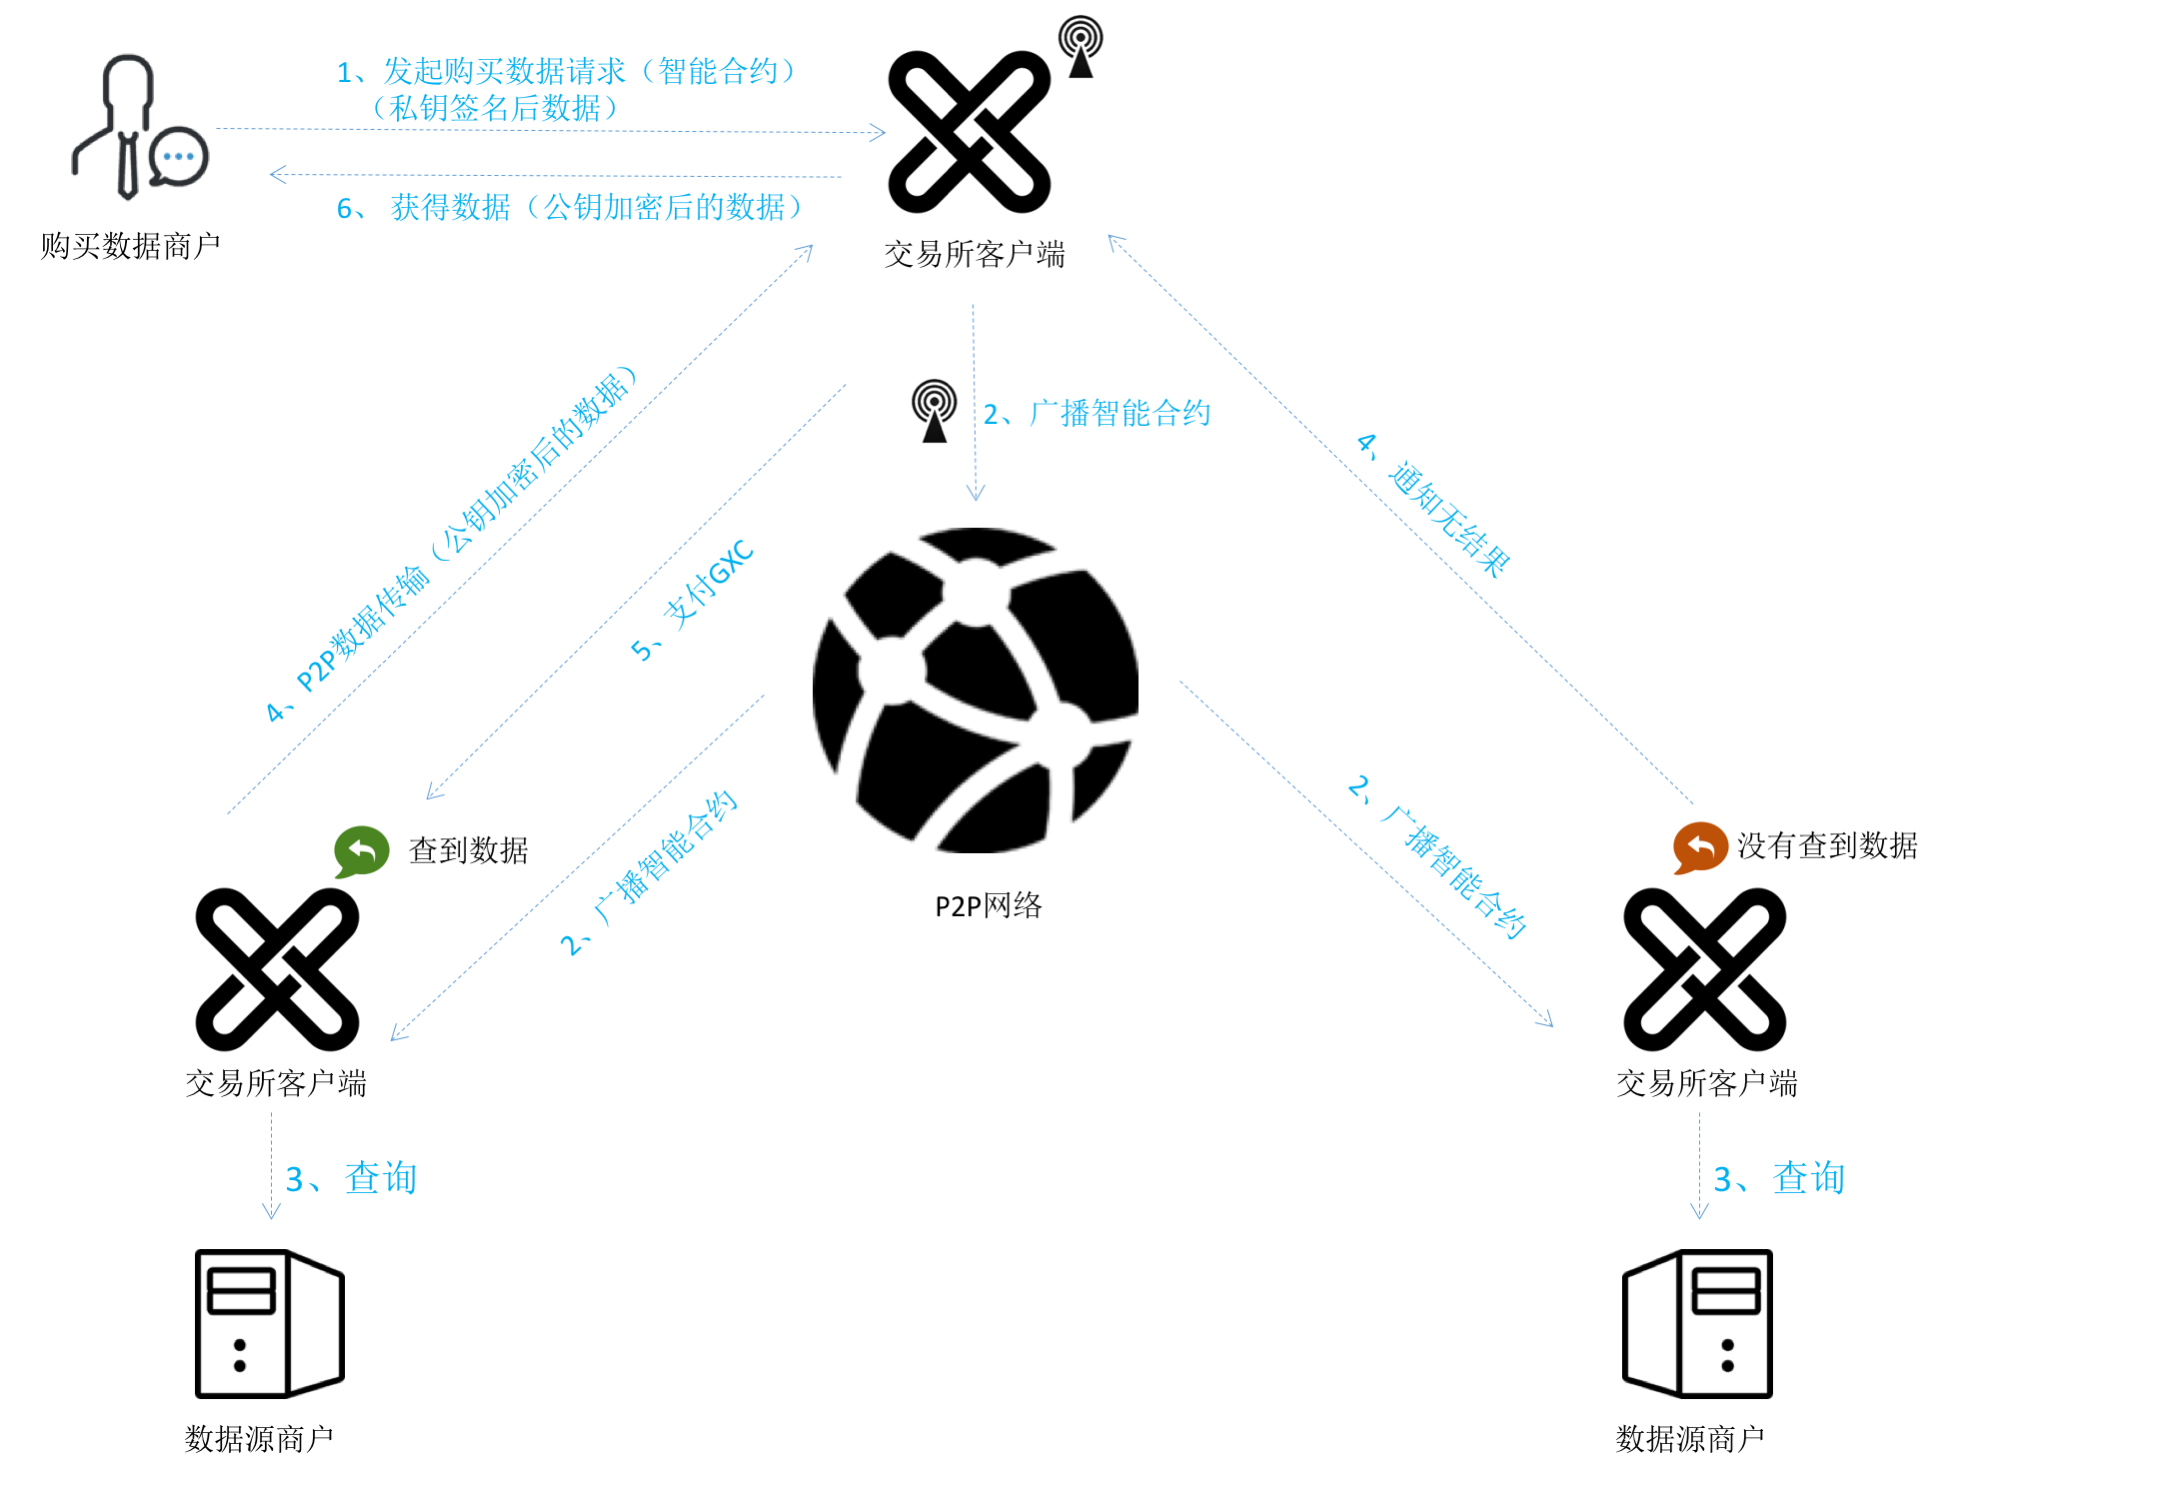 1、发起购买数据请求（智能合约）
（私钥签名后数据）
6、 获得数据（公钥加密后的数据）
购买数据商户
交易所客户端
2、广播智能合约
4、P2P数据传输（公钥加密后的数据）
5、支付GXC
4、通知无结果
2、广播智能合约
2、广播智能合约
查到数据
没有查到数据
P2P网络
交易所客户端
交易所客户端
3、查询
3、查询
数据源商户
数据源商户